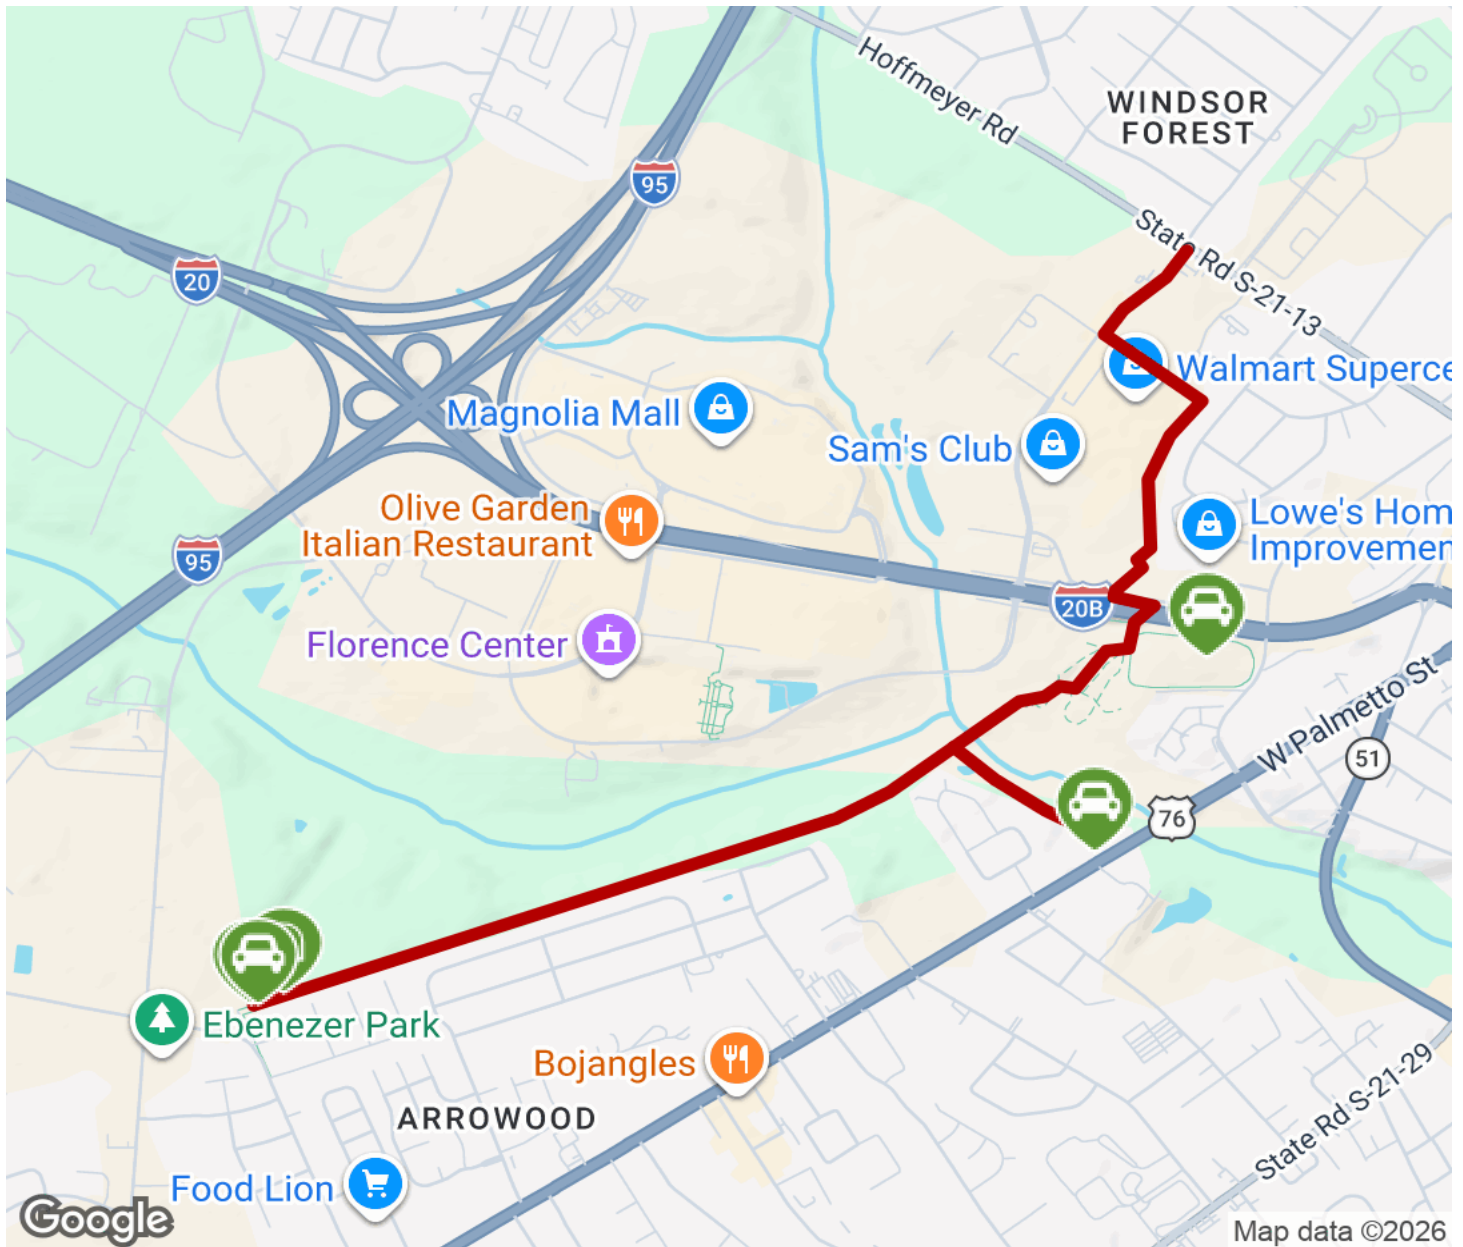 Hoffmeyer Rd
WINDSOR
FOREST
95
State Rd S-21-13
20
Walmart Superce
Magnolia Mall
Sam's Club
Olive Garden
Italian Restaurant
Lowe's Hom
Improvemen
95
20B
Florence Center
W Palmetto St
51
76
Ebenezer Park
Bojangles
ARROWOOD
State Rd S-21-29
Food Lion
Google
Map data ©2026